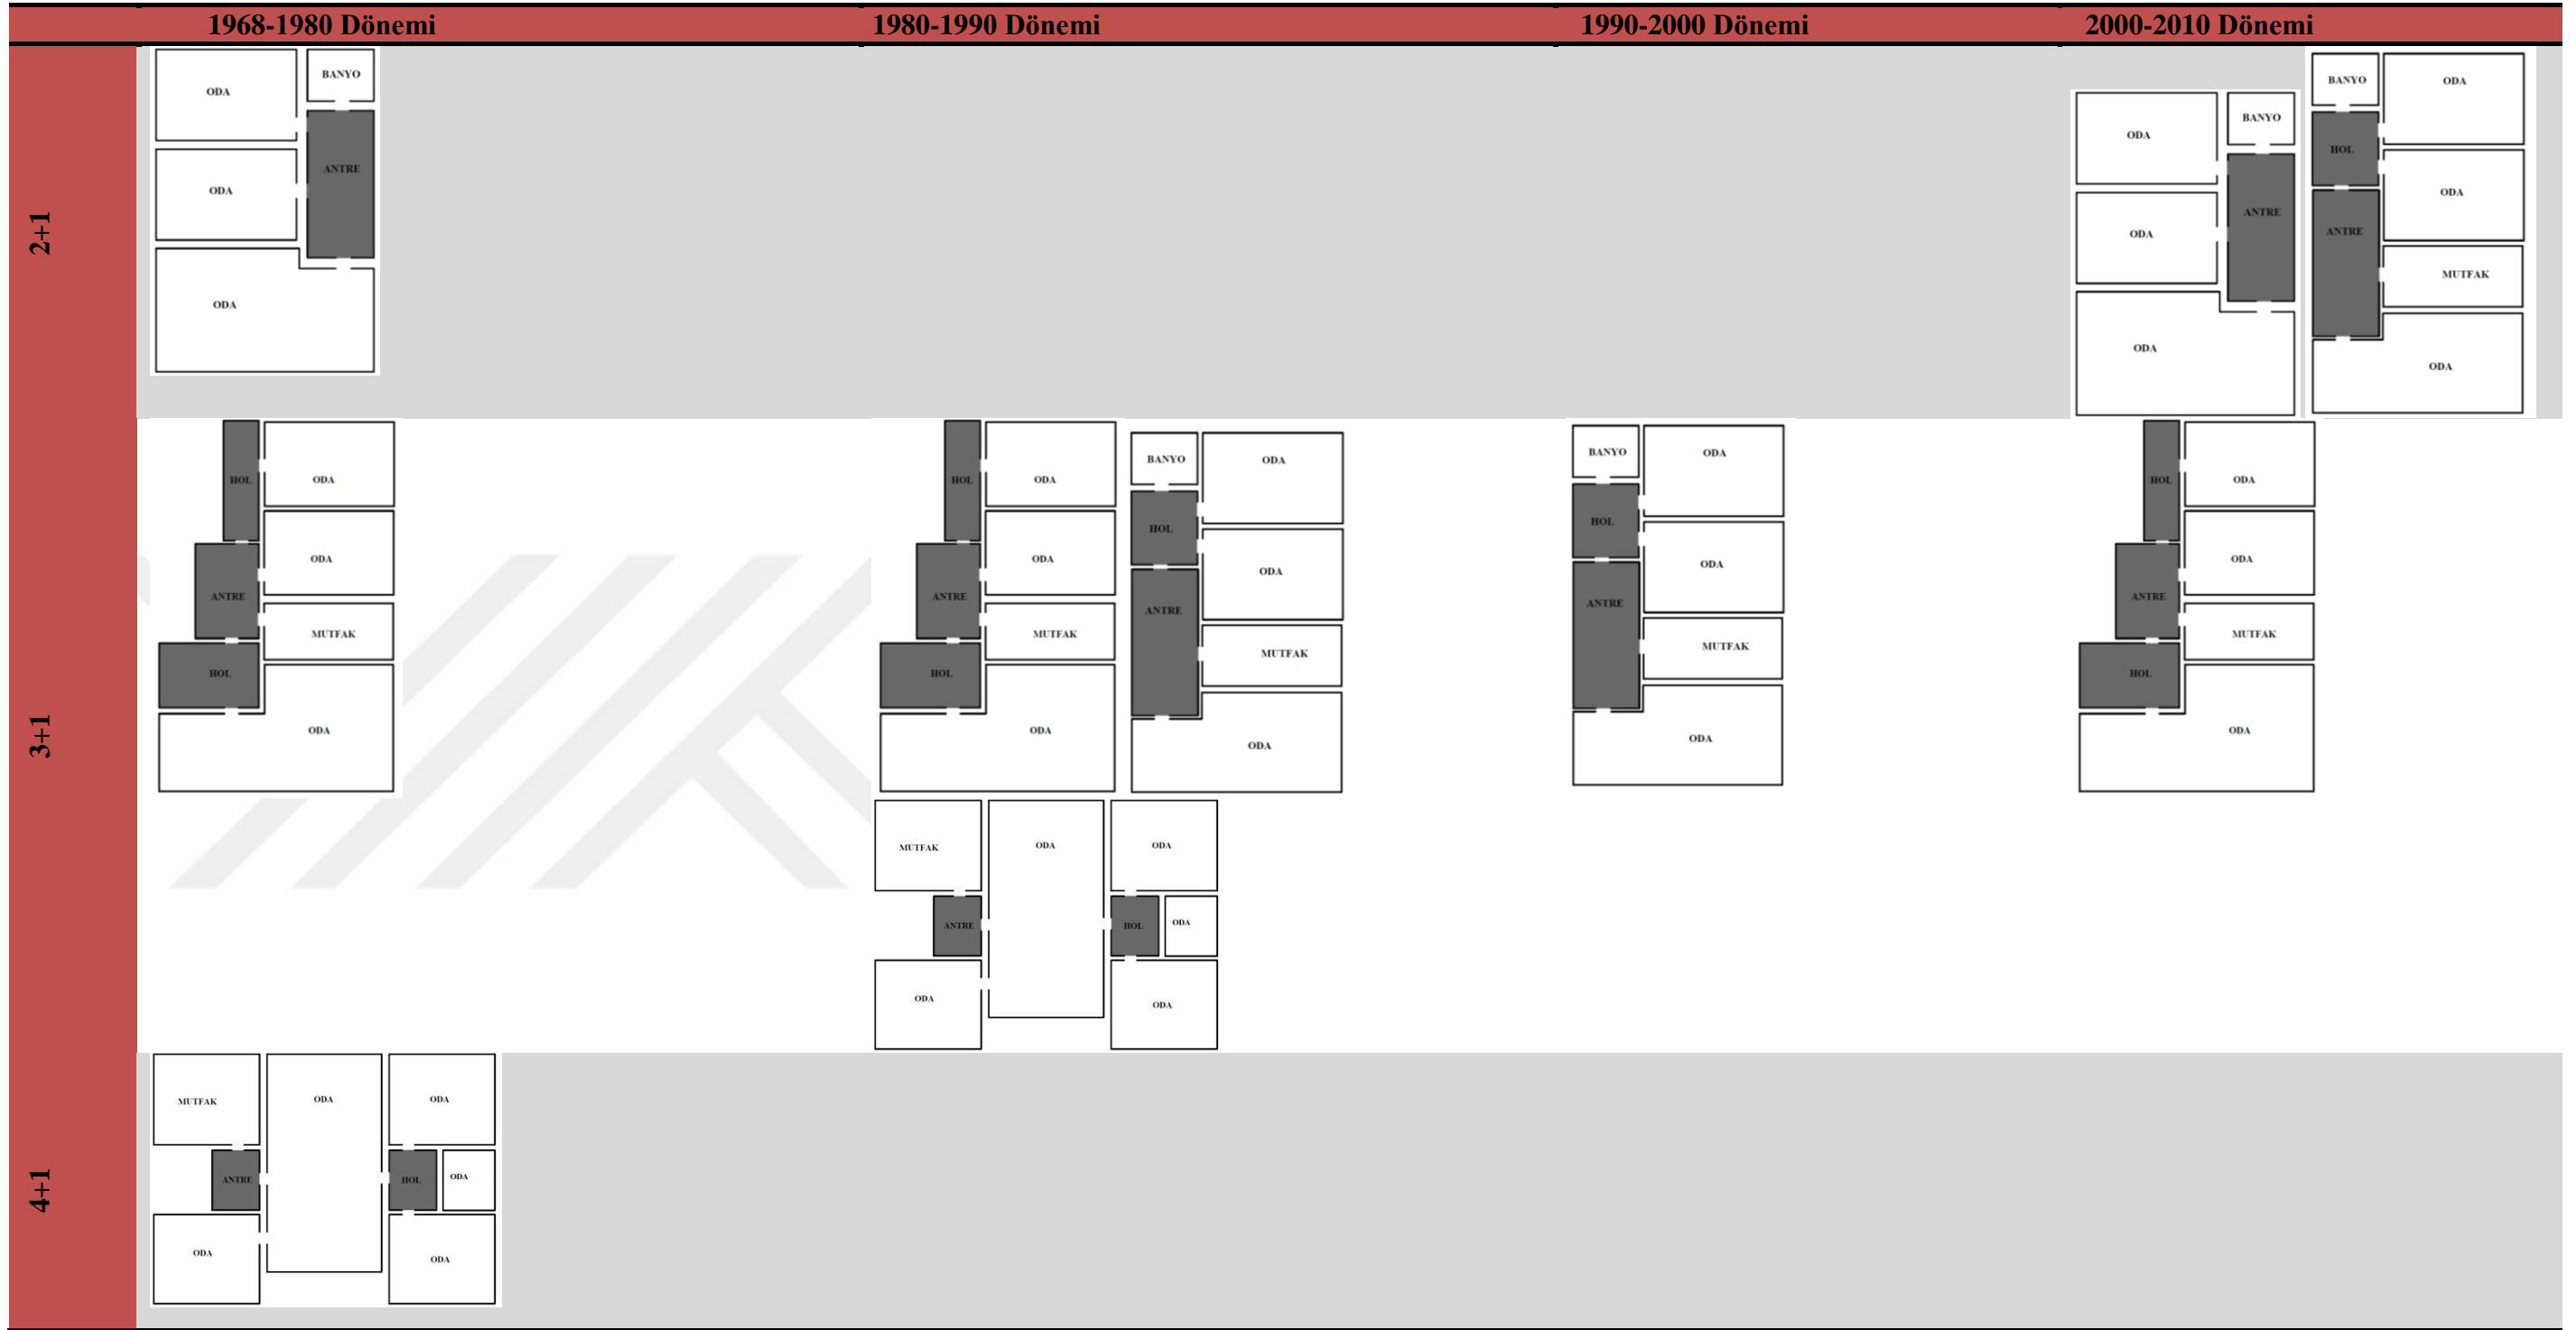 1968-1980 Dönemi 1980-1990 Dönemi 1990-2000 Dönemi 2000-2010 Dönemi
2+1
ODA
BANYO
ANTRE
ODA
ODA
ODA
BANYO
ANTRE
ODA
ODA
BANYO
ODA
HOL
ODA
ANTRE
MUTFAK
ODA
3+1
HOL
ODA
ODA
ANTRE
MUTFAK
HOL
ODA
HOL
ODA
ODA
ANTRE
MUTFAK
HOL
ODA
BANYO
ODA
HOL
ODA
ANTRE
MUTFAK
ODA
MUTFAK
ODA
ODA
ANTRE
HOL
ODA
ODA
ODA
BANYO
ODA
HOL
ODA
ANTRE
MUTFAK
ODA
HOL
ODA
ODA
ANTRE
MUTFAK
HOL
ODA
4+1
MUTFAK
ODA
ODA
ANTRE
HOL
ODA
ODA
ODA